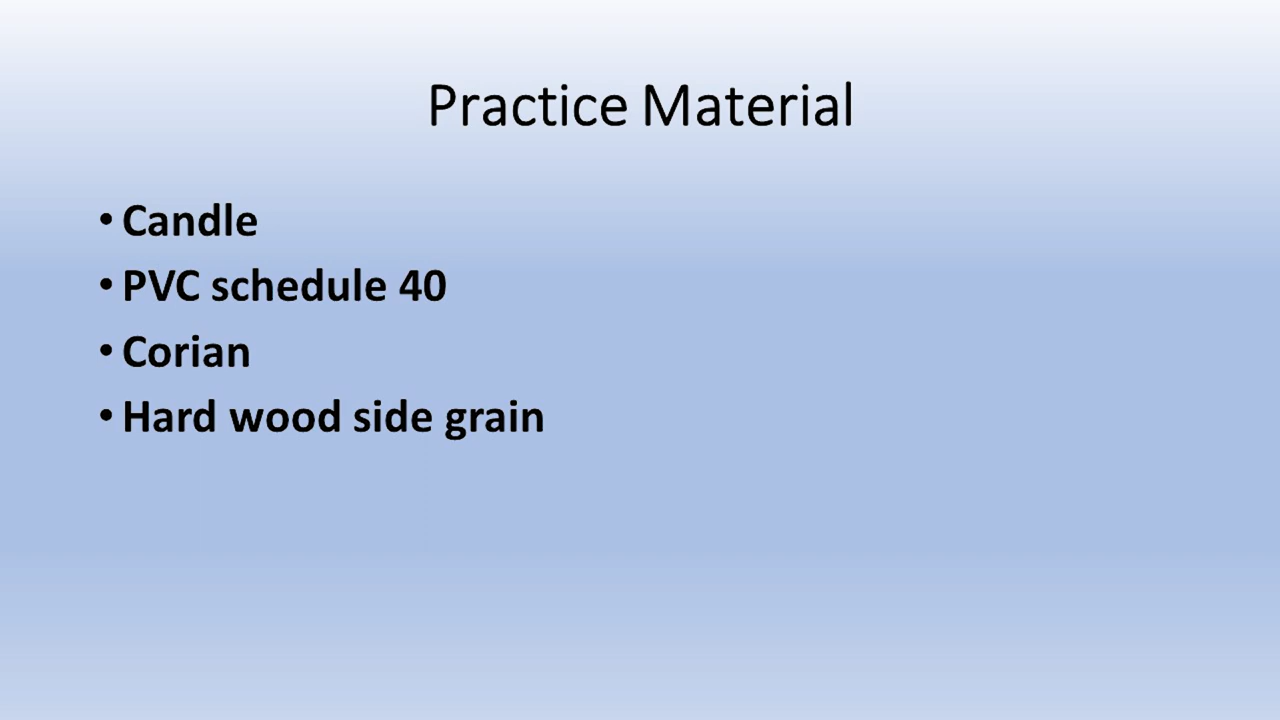 Practice Material
• Candle
• PVC schedule 40
• Corian
• Hard wood side grain